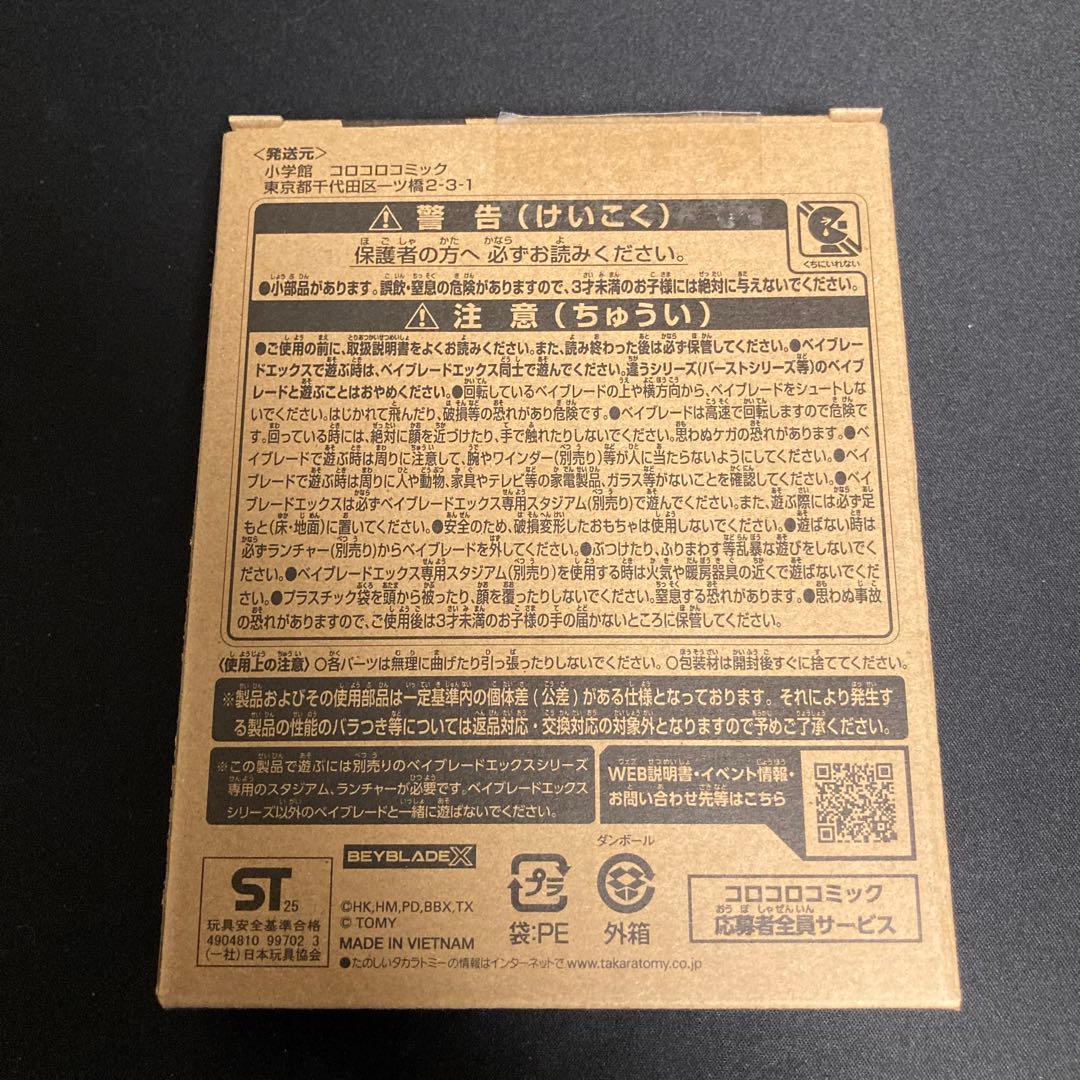 <発送元>
小学館 コロコロコミック
東京都千代田区一ツ橋2-3-1
⚠ 警告(けいこく)
くちにいれない
保護者の方へ 必ずお読みください。
●小部品があります。誤飲・窒息の危険がありますので、3才未満のお子様には絶対に与えないでください。
⚠ 注意(ちゅうい)
●ご使用の前に、取扱説明書をよくお読みください。また、読み終わった後は必ず保管してください。●ベイブレー
ドエックスで遊ぶ時は、ベイブレードエックス同士で遊んでください。違うシリーズ(バーストシリーズ等)のベイブ
レードと遊ぶことはおやめください。●回転しているベイブレードの上や横方向から、ベイブレードをシュートしな
いでください。はじかれて飛んだり、破損等の恐れがあり危険です。●ベイブレードは高速で回転しますので危険で
す。回っている時には、絶対に顔を近づけたり、手で触れたりしないでください。思わぬケガの恐れがあります。●ベ
イブレードで遊ぶ時は周りに注意して、腕やワインダー(別売り)等が人に当たらないようにしてください。●ベイ
ブレードで遊ぶ時は周りに人や動物、家具やテレビ等の家電製品、ガラス等がないことを確認してください。●ベイ
ブレードエックスは必ずベイブレードエックス専用スタジアム(別売り)で遊んでください。また、遊ぶ際には必ず足
もと(床・地面)に置いてください。●安全のため、破損変形したおもちゃは使用しないでください。●遊ばない時は
必ずランチャー(別売り)からベイブレードを外してください。●ぶつけたり、ふりまわす等乱暴な遊びをしないでく
ださい。●ベイブレードエックス専用スタジアム(別売り)を使用する時は火気や暖房器具の近くで遊ばないでくだ
さい。●プラスチック袋を頭から被ったり、顔を覆ったりしないでください。窒息する恐れがあります。●思わぬ事故
の恐れがありますので、ご使用後は3才未満のお子様の手の届かないところに保管してください。
〈使用上の注意〉○各パーツは無理に曲げたり引っ張ったりしないでください。○包装材は開封後すぐに捨ててください。
※製品およびその使用部品は一定基準内の個体差(公差)がある仕様となっております。それにより発生す
る製品の性能のバラつき等については返品対応・交換対応の対象外となりますので予めご了承ください。
※この製品で遊ぶには別売りのベイブレードエックスシリーズ
専用のスタジアム、ランチャーが必要です。ベイブレードエックス
シリーズ以外のベイブレードと一緒に遊ばないでください。
WEB説明書・イベント情報・
お問い合わせ先等はこちら
ST 25
玩具安全基準合格
4904810 99702 3
(一社)日本玩具協会
BEYBLADE X
©HK,HM,PD,BBX,TX
© TOMY
MADE IN VIETNAM
●たのしいタカラトミーの情報はインターネットで www.takaratomy.co.jp
プラ
袋:PE
ダンボール
外箱
コロコロコミック
応募者全員サービス